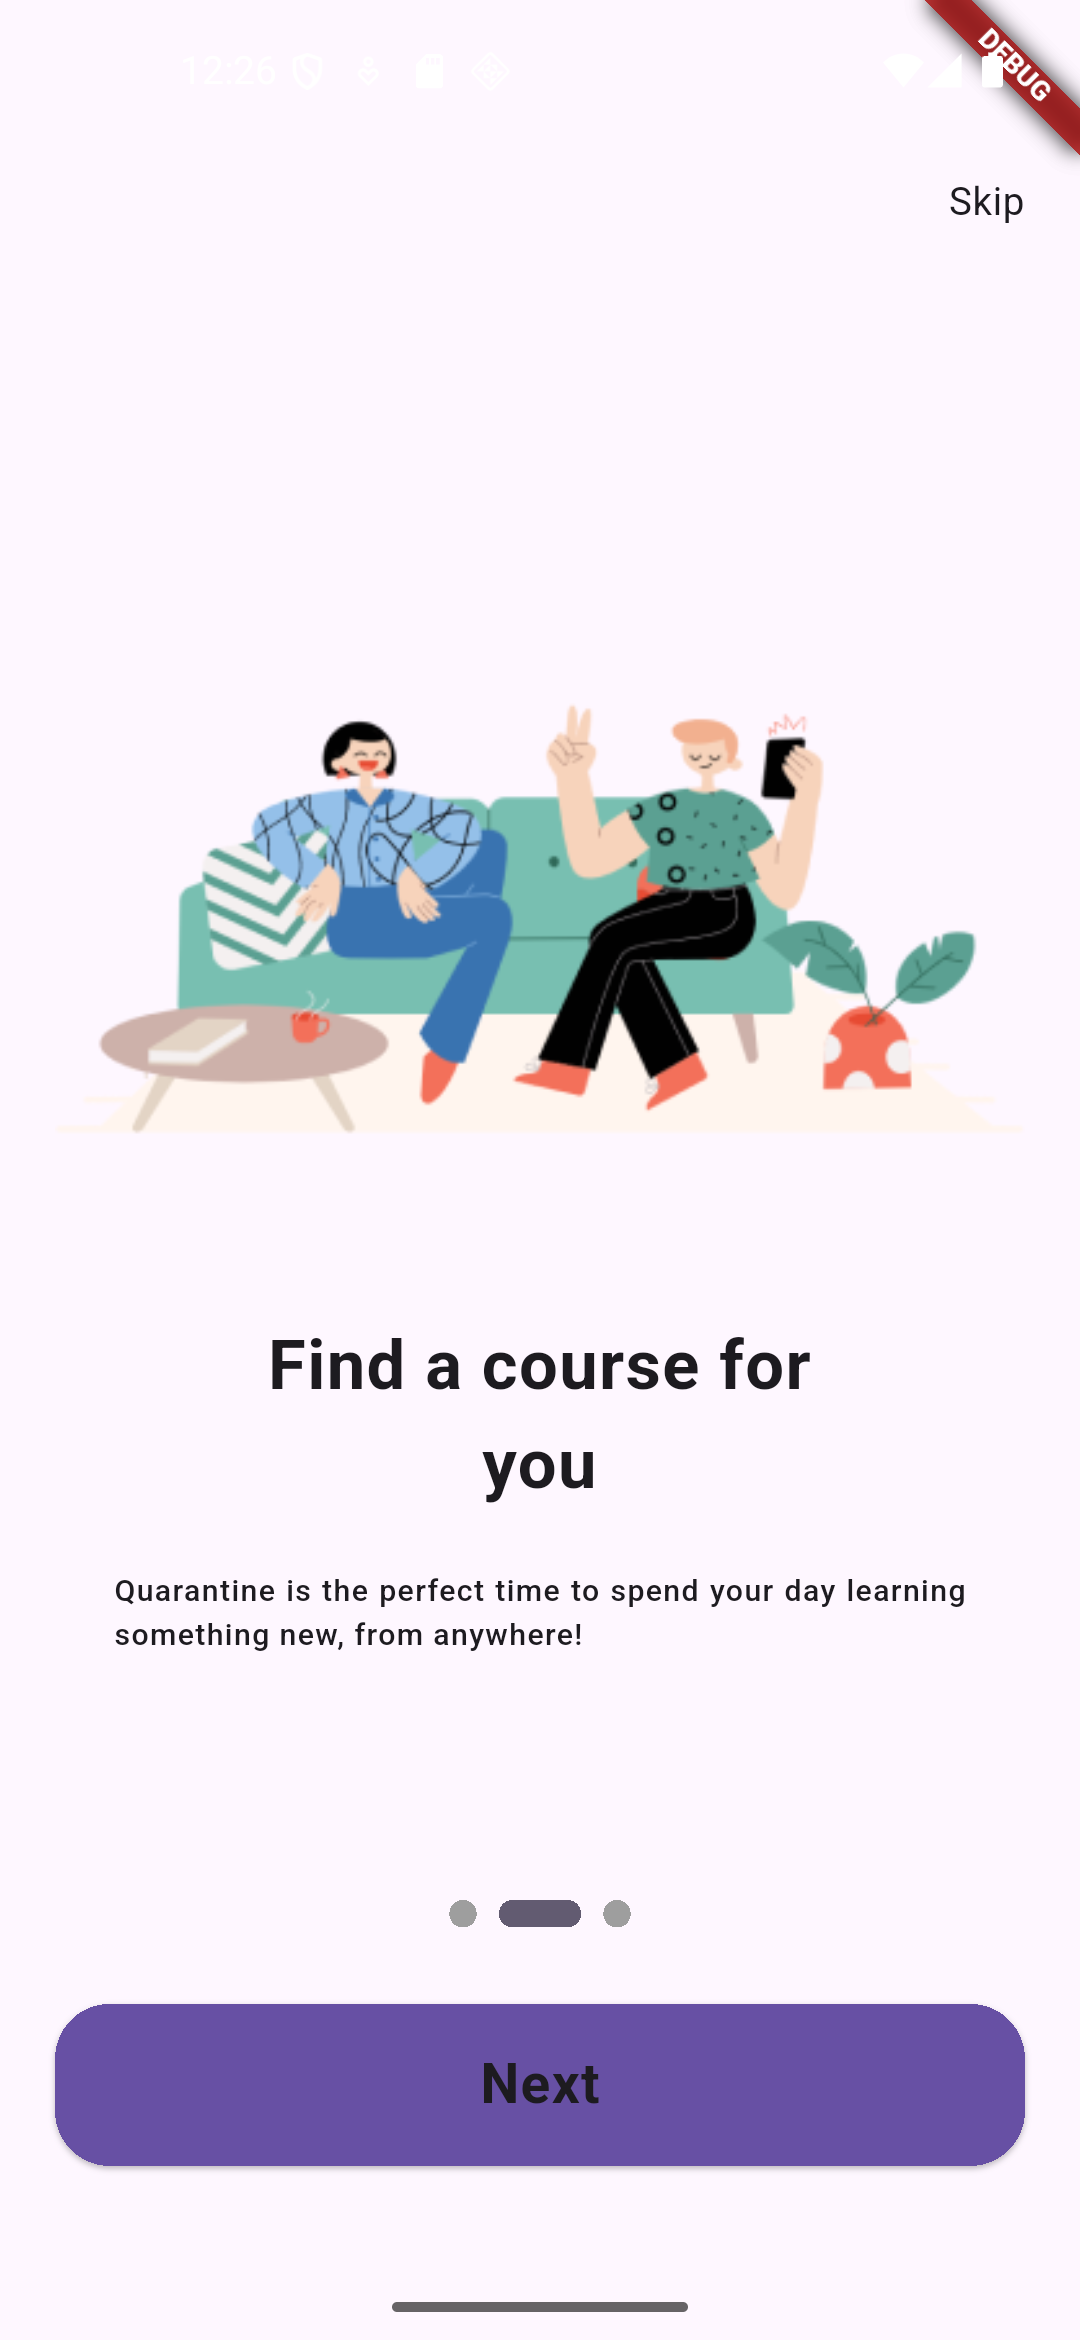 12:26
DEBUG
Skip
Find a course for
you
Quarantine is the perfect time to spend your day learning
something new, from anywhere!
Next